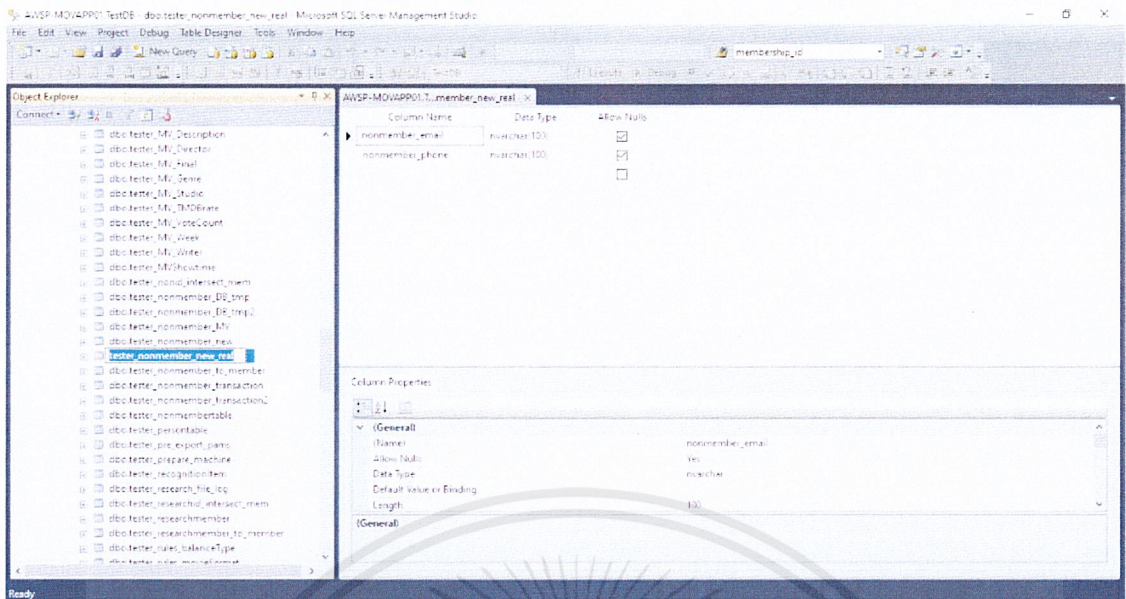 AWSP-MOVAPP01.TestDB - dbo.tester_nonmember_new_real - Microsoft SQL Server Management Studio
File Edit View Project Debug Table Designer Tools Window Help
New Query
membership_id
Object Explorer
AWSP-MOVAPP01.T...member_new_real
Connect
Column Name Data Type Allow Nulls
dbo.tester_MV_Description
nonmember_email nvarchar(100)
dbo.tester_MV_Director
nonmember_phone nvarchar(100)
dbo.tester_MV_Final
dbo.tester_MV_Genre
dbo.tester_MV_Studio
dbo.tester_MV_TMDBrate
dbo.tester_MV_VoteCount
dbo.tester_MV_Week
dbo.tester_MV_Writer
dbo.tester_MVShowtime
dbo.tester_nonid_intersect_mem
dbo.tester_nonmember_DB_tmp
dbo.tester_nonmember_DB_tmp2
dbo.tester_nonmember_MV
dbo.tester_nonmember_new
tester_nonmember_new_real
dbo.tester_nonmember_to_member
dbo.tester_nonmember_transaction
dbo.tester_nonmember_transaction2
dbo.tester_nonmembertable
dbo.tester_persontable
dbo.tester_pre_export_pams
dbo.tester_prepare_machine
dbo.tester_recognitionitem
dbo.tester_research_file_log
dbo.tester_researchid_intersect_mem
dbo.tester_researchmember
dbo.tester_researchmember_to_member
dbo.tester_rules_balanceType
Column Properties
(General)
(Name) nonmember_email
Allow Nulls Yes
Data Type nvarchar
Default Value or Binding
Length 100
(General)
Ready